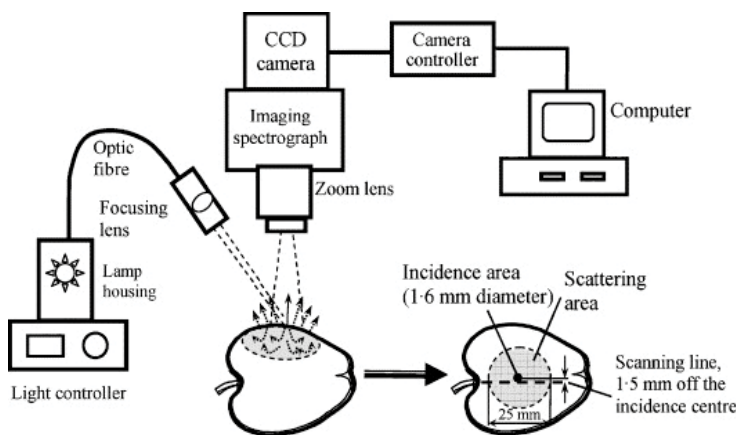 CCD
camera
Camera
controller
Computer
Imaging
spectrograph
Optic
fibre
Zoom lens
Focusing
lens
Lamp
housing
Light controller
Incidence area
(1·6 mm diameter)
Scattering
area
Scanning line,
1·5 mm off the
incidence centre
25 mm